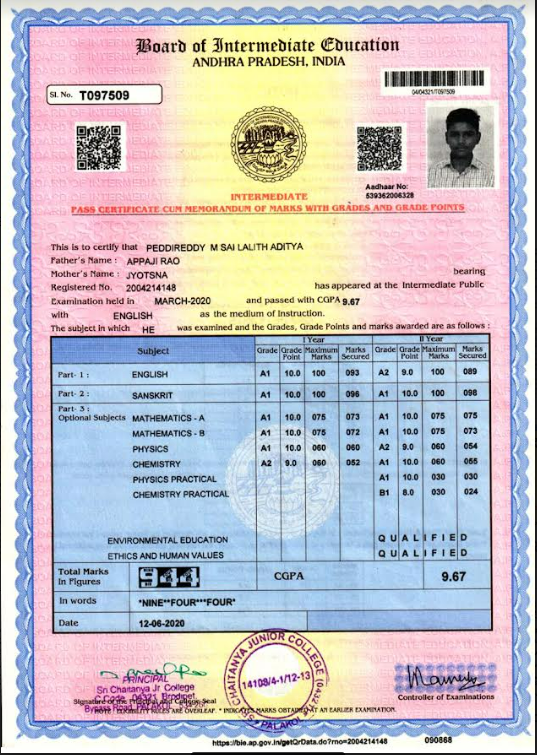 Board of Intermediate Education
ANDHRA PRADESH, INDIA
04/04321/T097509
Sl. No. T097509
Aadhaar No:
539362006328
INTERMEDIATE
PASS CERTIFICATE CUM MEMORANDUM OF MARKS WITH GRADES AND GRADE POINTS
This is to certify that PEDDIREDDY M SAI LALITH ADITYA
Father's Name : APPAJI RAO
Mother's Name : JYOTSNA bearing
Registered No. 2004214148 has appeared at the Intermediate Public
Examination held in MARCH-2020 and passed with CGPA 9.67
with ENGLISH as the medium of Instruction.
The subject in which HE was examined and the Grades, Grade Points and marks awarded are as follows :
Subject I Year II Year
Grade Grade Point Maximum Marks Marks Secured Grade Grade Point Maximum Marks Marks Secured
Part- 1 : ENGLISH A1 10.0 100 093 A2 9.0 100 089
Part- 2 : SANSKRIT A1 10.0 100 096 A1 10.0 100 098
Part- 3 :
Optional Subjects MATHEMATICS - A A1 10.0 075 073 A1 10.0 075 075
MATHEMATICS - B A1 10.0 075 072 A1 10.0 075 073
PHYSICS A1 10.0 060 060 A2 9.0 060 054
CHEMISTRY A2 9.0 060 052 A1 10.0 060 055
PHYSICS PRACTICAL A1 10.0 030 030
CHEMISTRY PRACTICAL B1 8.0 030 024
ENVIRONMENTAL EDUCATION Q U A L I F I E D
ETHICS AND HUMAN VALUES Q U A L I F I E D
Total Marks In Figures 944 CGPA 9.67
In words *NINE**FOUR***FOUR*
Date 12-06-2020
PRINCIPAL
Sri Chaitanya Jr. College
C.Code 04321, Brodipet
Bypass Road, PALAKOL
Signature of the Principal and College Seal
CHAITANYA JUNIOR COLLEGE
14108/4-1/12-13
PALAKOL
Controller of Examinations
NOTE : ELIGIBILITY RULES ARE OVERLEAF. * INDICATES MARKS OBTAINED AT AN EARLIER EXAMINATION.
https://bie.ap.gov.in/getQrData.do?rno=2004214148
090868